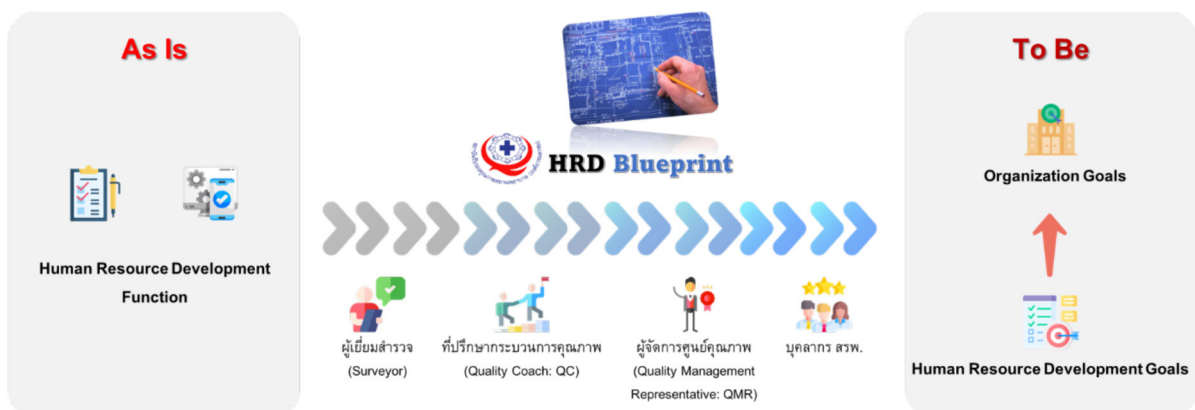 As Is
Human Resource Development
Function
HRD Blueprint
ผู้เยี่ยมสำรวจ
(Surveyor)
ที่ปรึกษากระบวนการคุณภาพ
(Quality Coach: QC)
ผู้จัดการศูนย์คุณภาพ
(Quality Management
Representative: QMR)
บุคลากร สรพ.
To Be
Organization Goals
Human Resource Development Goals